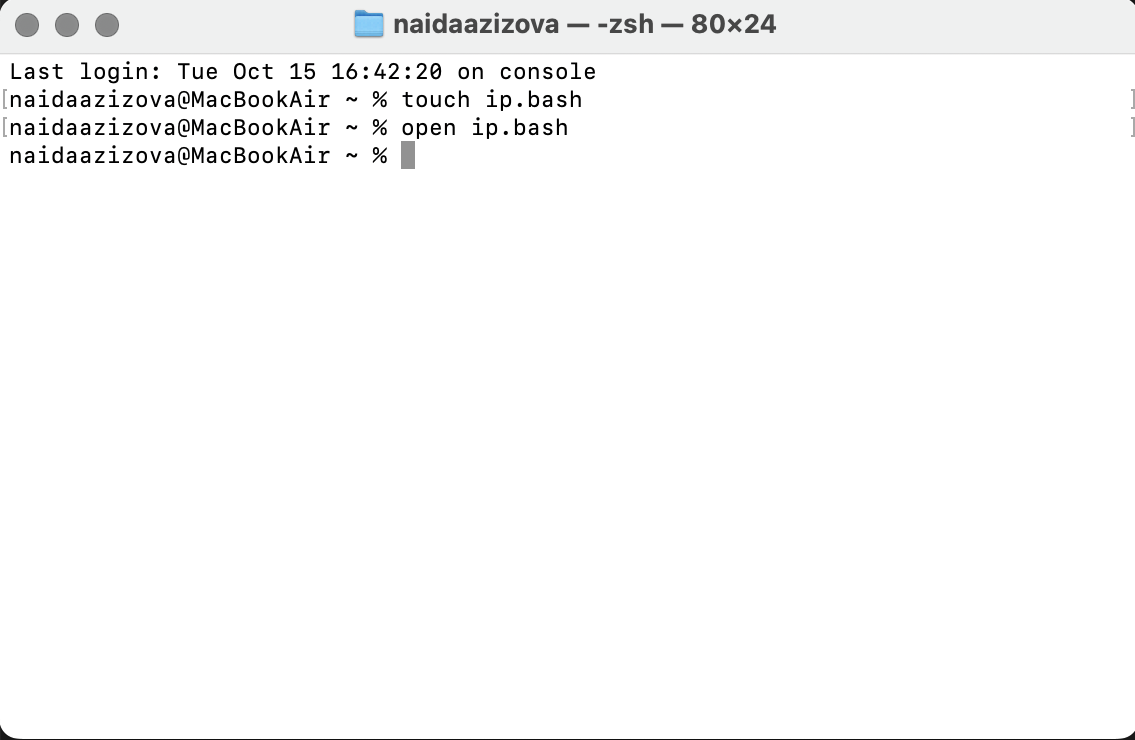 naidaazizova — -zsh — 80×24
Last login: Tue Oct 15 16:42:20 on console
[naidaazizova@MacBookAir ~ % touch ip.bash ]
[naidaazizova@MacBookAir ~ % open ip.bash ]
naidaazizova@MacBookAir ~ %